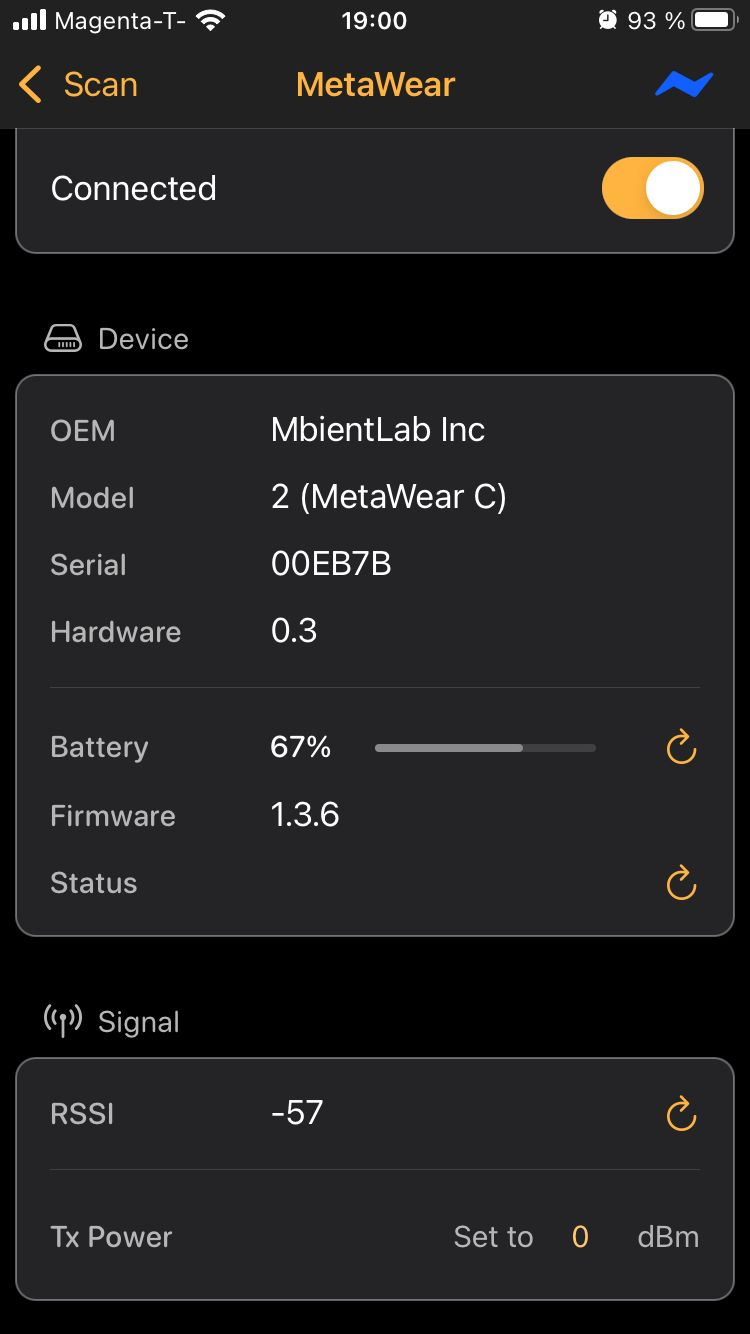 Magenta-T- 19:00 93 %
Scan MetaWear
Connected
Device
OEM MbientLab Inc
Model 2 (MetaWear C)
Serial 00EB7B
Hardware 0.3
Battery 67%
Firmware 1.3.6
Status
Signal
RSSI -57
Tx Power Set to 0 dBm